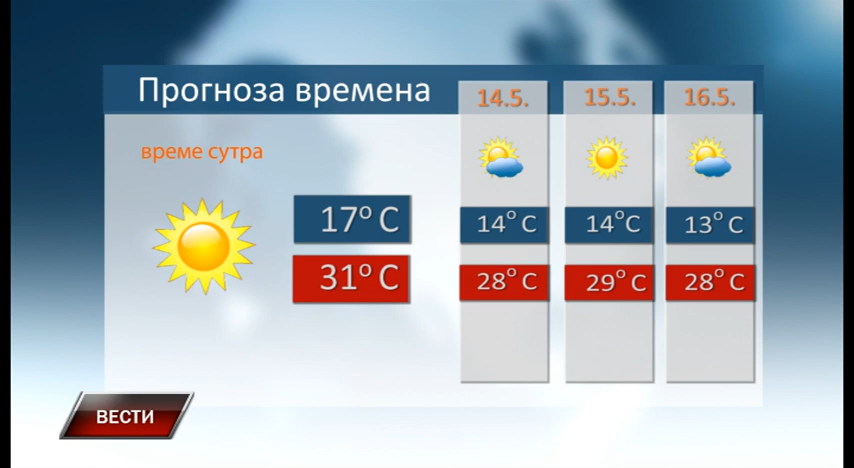 Прогноза времена
време сутра
17° C
31° C
14.5.
14° C
28° C
15.5.
14°C
29° C
16.5.
13° C
28° C
ВЕСТИ